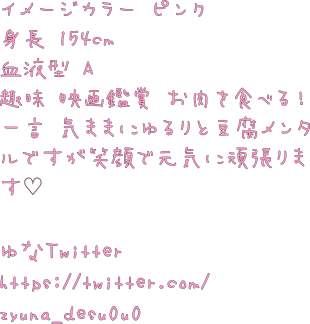 イメージカラー ピンク
身長 154cm
血液型 A
趣味 映画鑑賞 お肉を食べる！
一言 気ままにゆるりと豆腐メンタ
ルですが笑顔で元気に頑張りま
す♡
ゆなTwitter
https://twitter.com/
zyuna_desu0u0